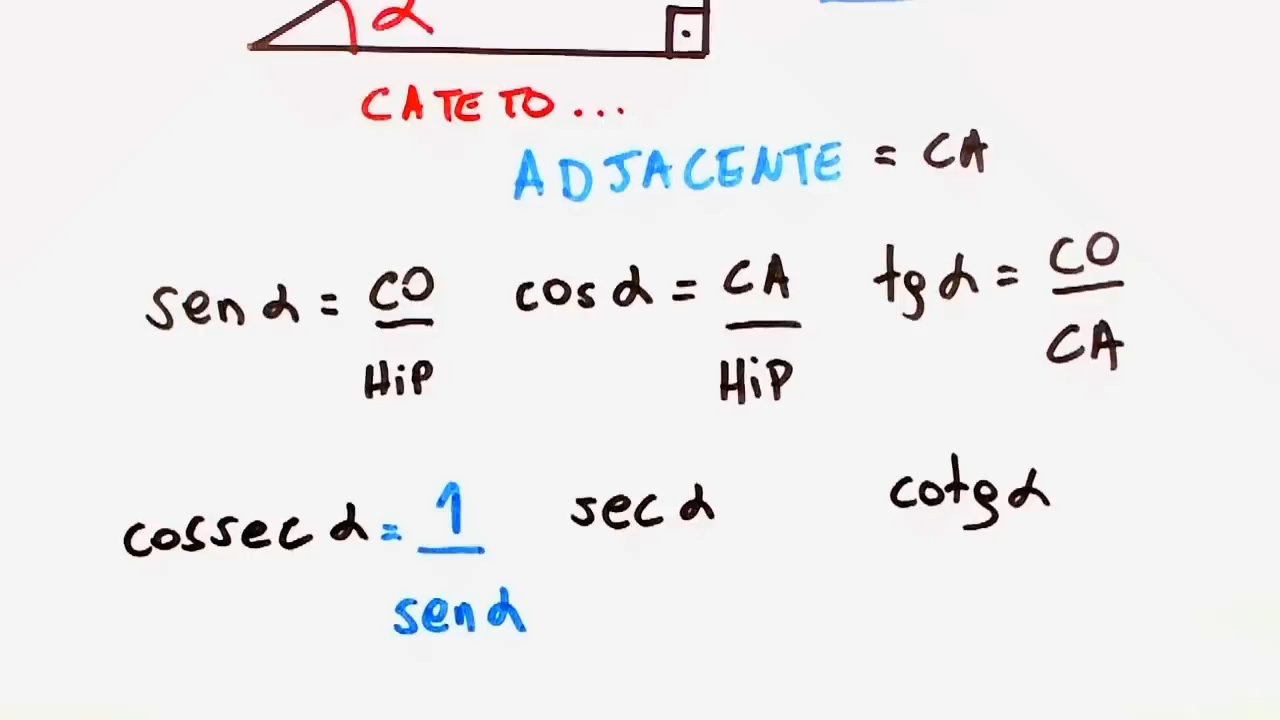 α
CATETO...
ADJACENTE = CA
sen α = CO/HiP cos α = CA/HiP tg α = CO/CA
cossec α = 1/sen α sec α cotg α